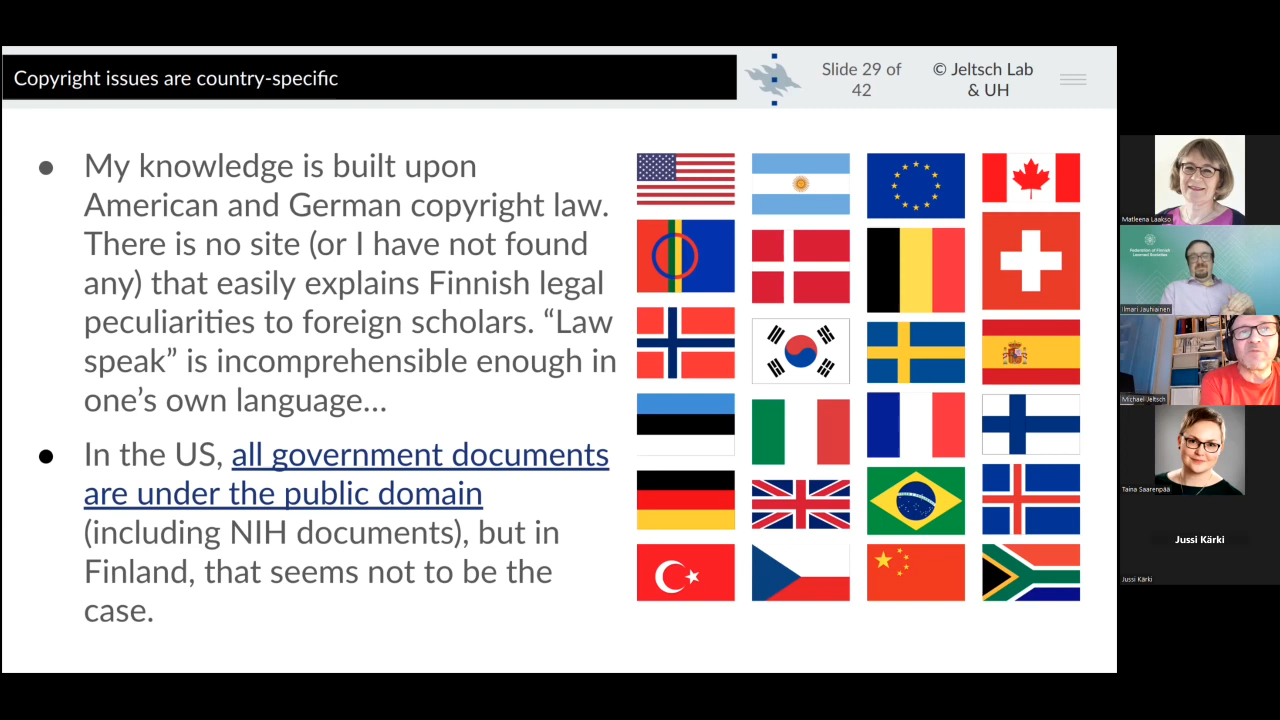 Copyright issues are country-specific
Slide 29 of
42
© Jeltsch Lab
& UH
● My knowledge is built upon
American and German copyright law.
There is no site (or I have not found
any) that easily explains Finnish legal
peculiarities to foreign scholars. “Law
speak” is incomprehensible enough in
one’s own language...
● In the US, all government documents
are under the public domain
(including NIH documents), but in
Finland, that seems not to be the
case.
Matleena Laakso
Federation of Finnish
Learned Societies
Ilmari Jauhiainen
Michael Jeltsch
Taina Saarenpää
Jussi Kärki
Jussi Kärki